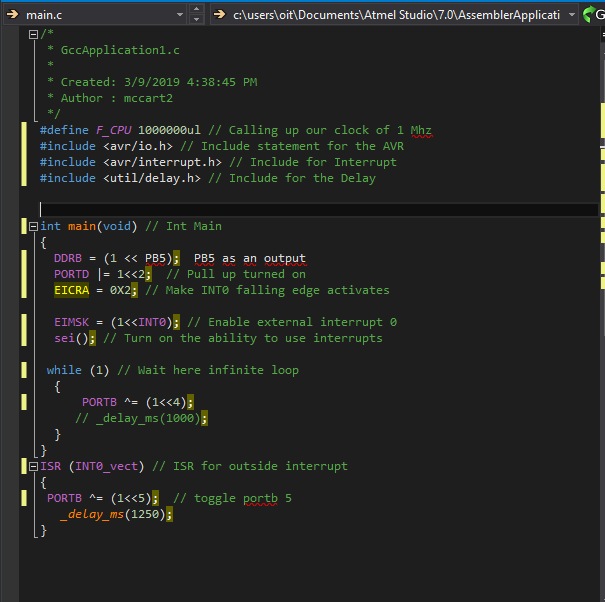 main.c c:\users\oit\Documents\Atmel Studio\7.0\AssemblerApplicati G
/*
* GccApplication1.c
*
* Created: 3/9/2019 4:38:45 PM
* Author : mccart2
*/
#define F_CPU 1000000ul // Calling up our clock of 1 Mhz
#include <avr/io.h> // Include statement for the AVR
#include <avr/interrupt.h> // Include for Interrupt
#include <util/delay.h> // Include for the Delay
int main(void) // Int Main
{
DDRB = (1 << PB5); PB5 as an output
PORTD |= 1<<2; // Pull up turned on
EICRA = 0X2; // Make INT0 falling edge activates
EIMSK = (1<<INT0); // Enable external interrupt 0
sei(); // Turn on the ability to use interrupts
while (1) // Wait here infinite loop
{
PORTB ^= (1<<4);
// _delay_ms(1000);
}
}
ISR (INT0_vect) // ISR for outside interrupt
{
PORTB ^= (1<<5); // toggle portb 5
_delay_ms(1250);
}